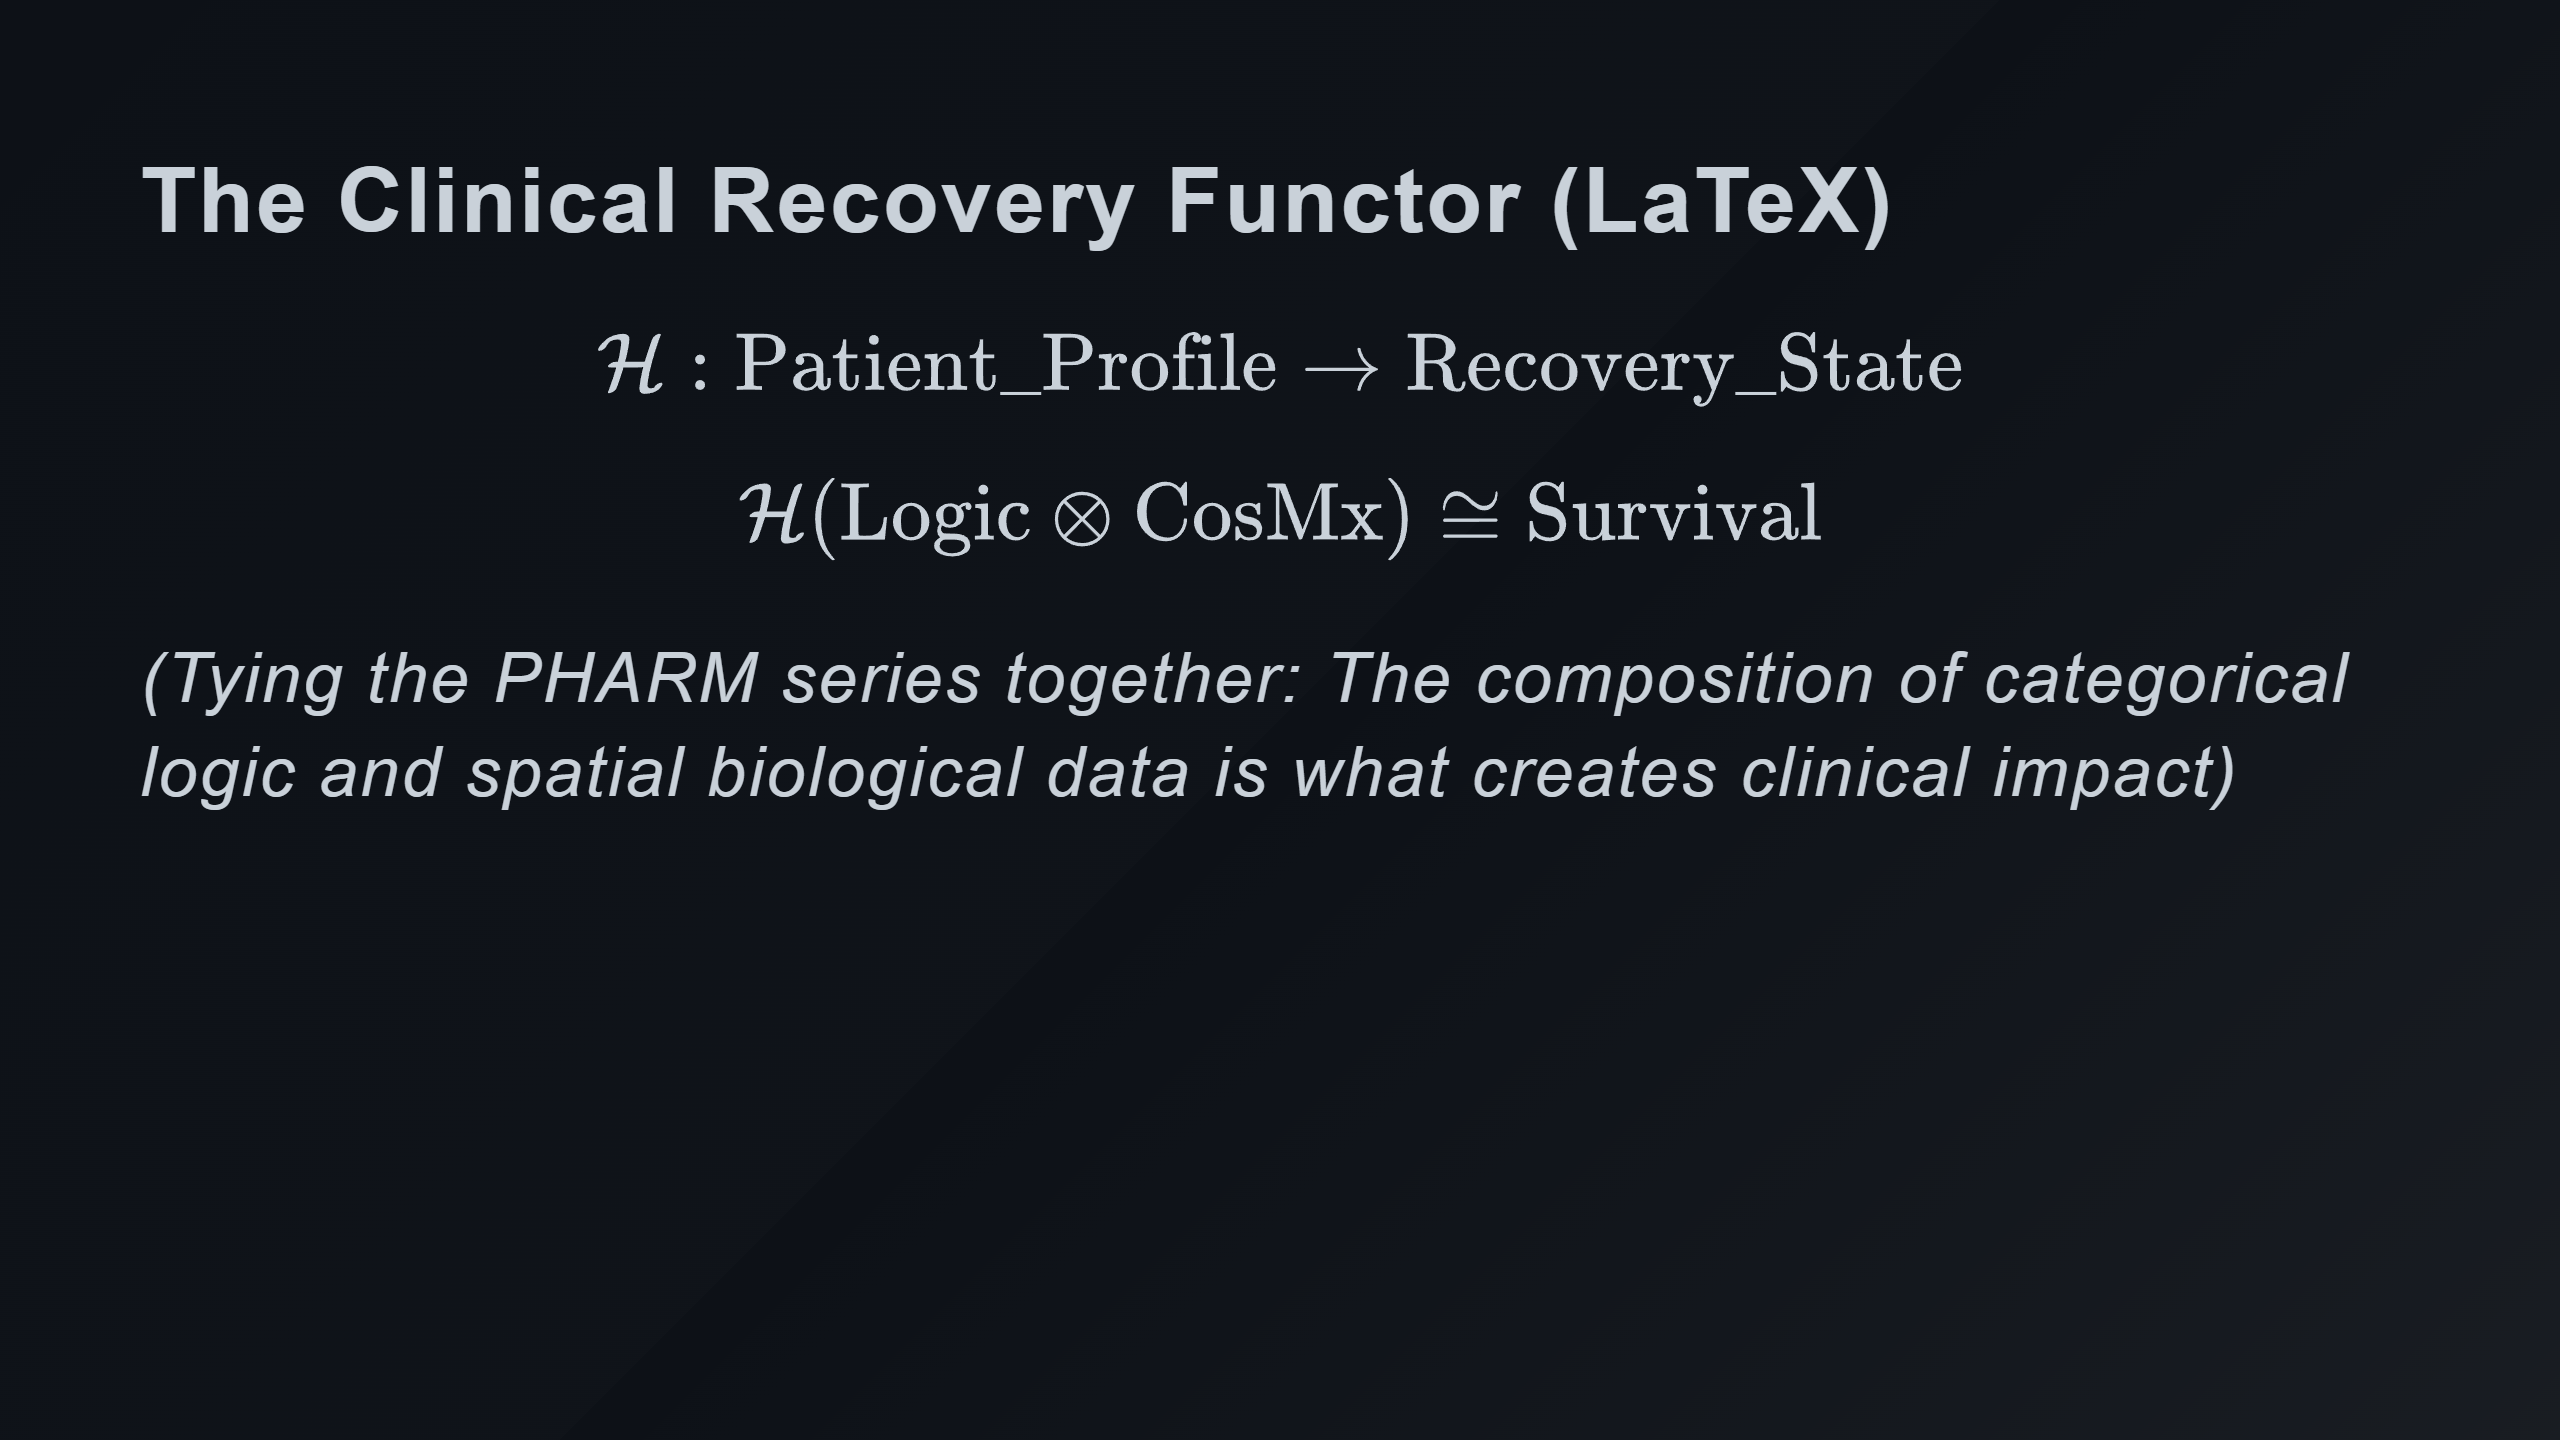 The Clinical Recovery Functor (LaTeX)
ℋ : Patient_Profile → Recovery_State
ℋ(Logic ⊗ CosMx) ≅ Survival
(Tying the PHARM series together: The composition of categorical
logic and spatial biological data is what creates clinical impact)